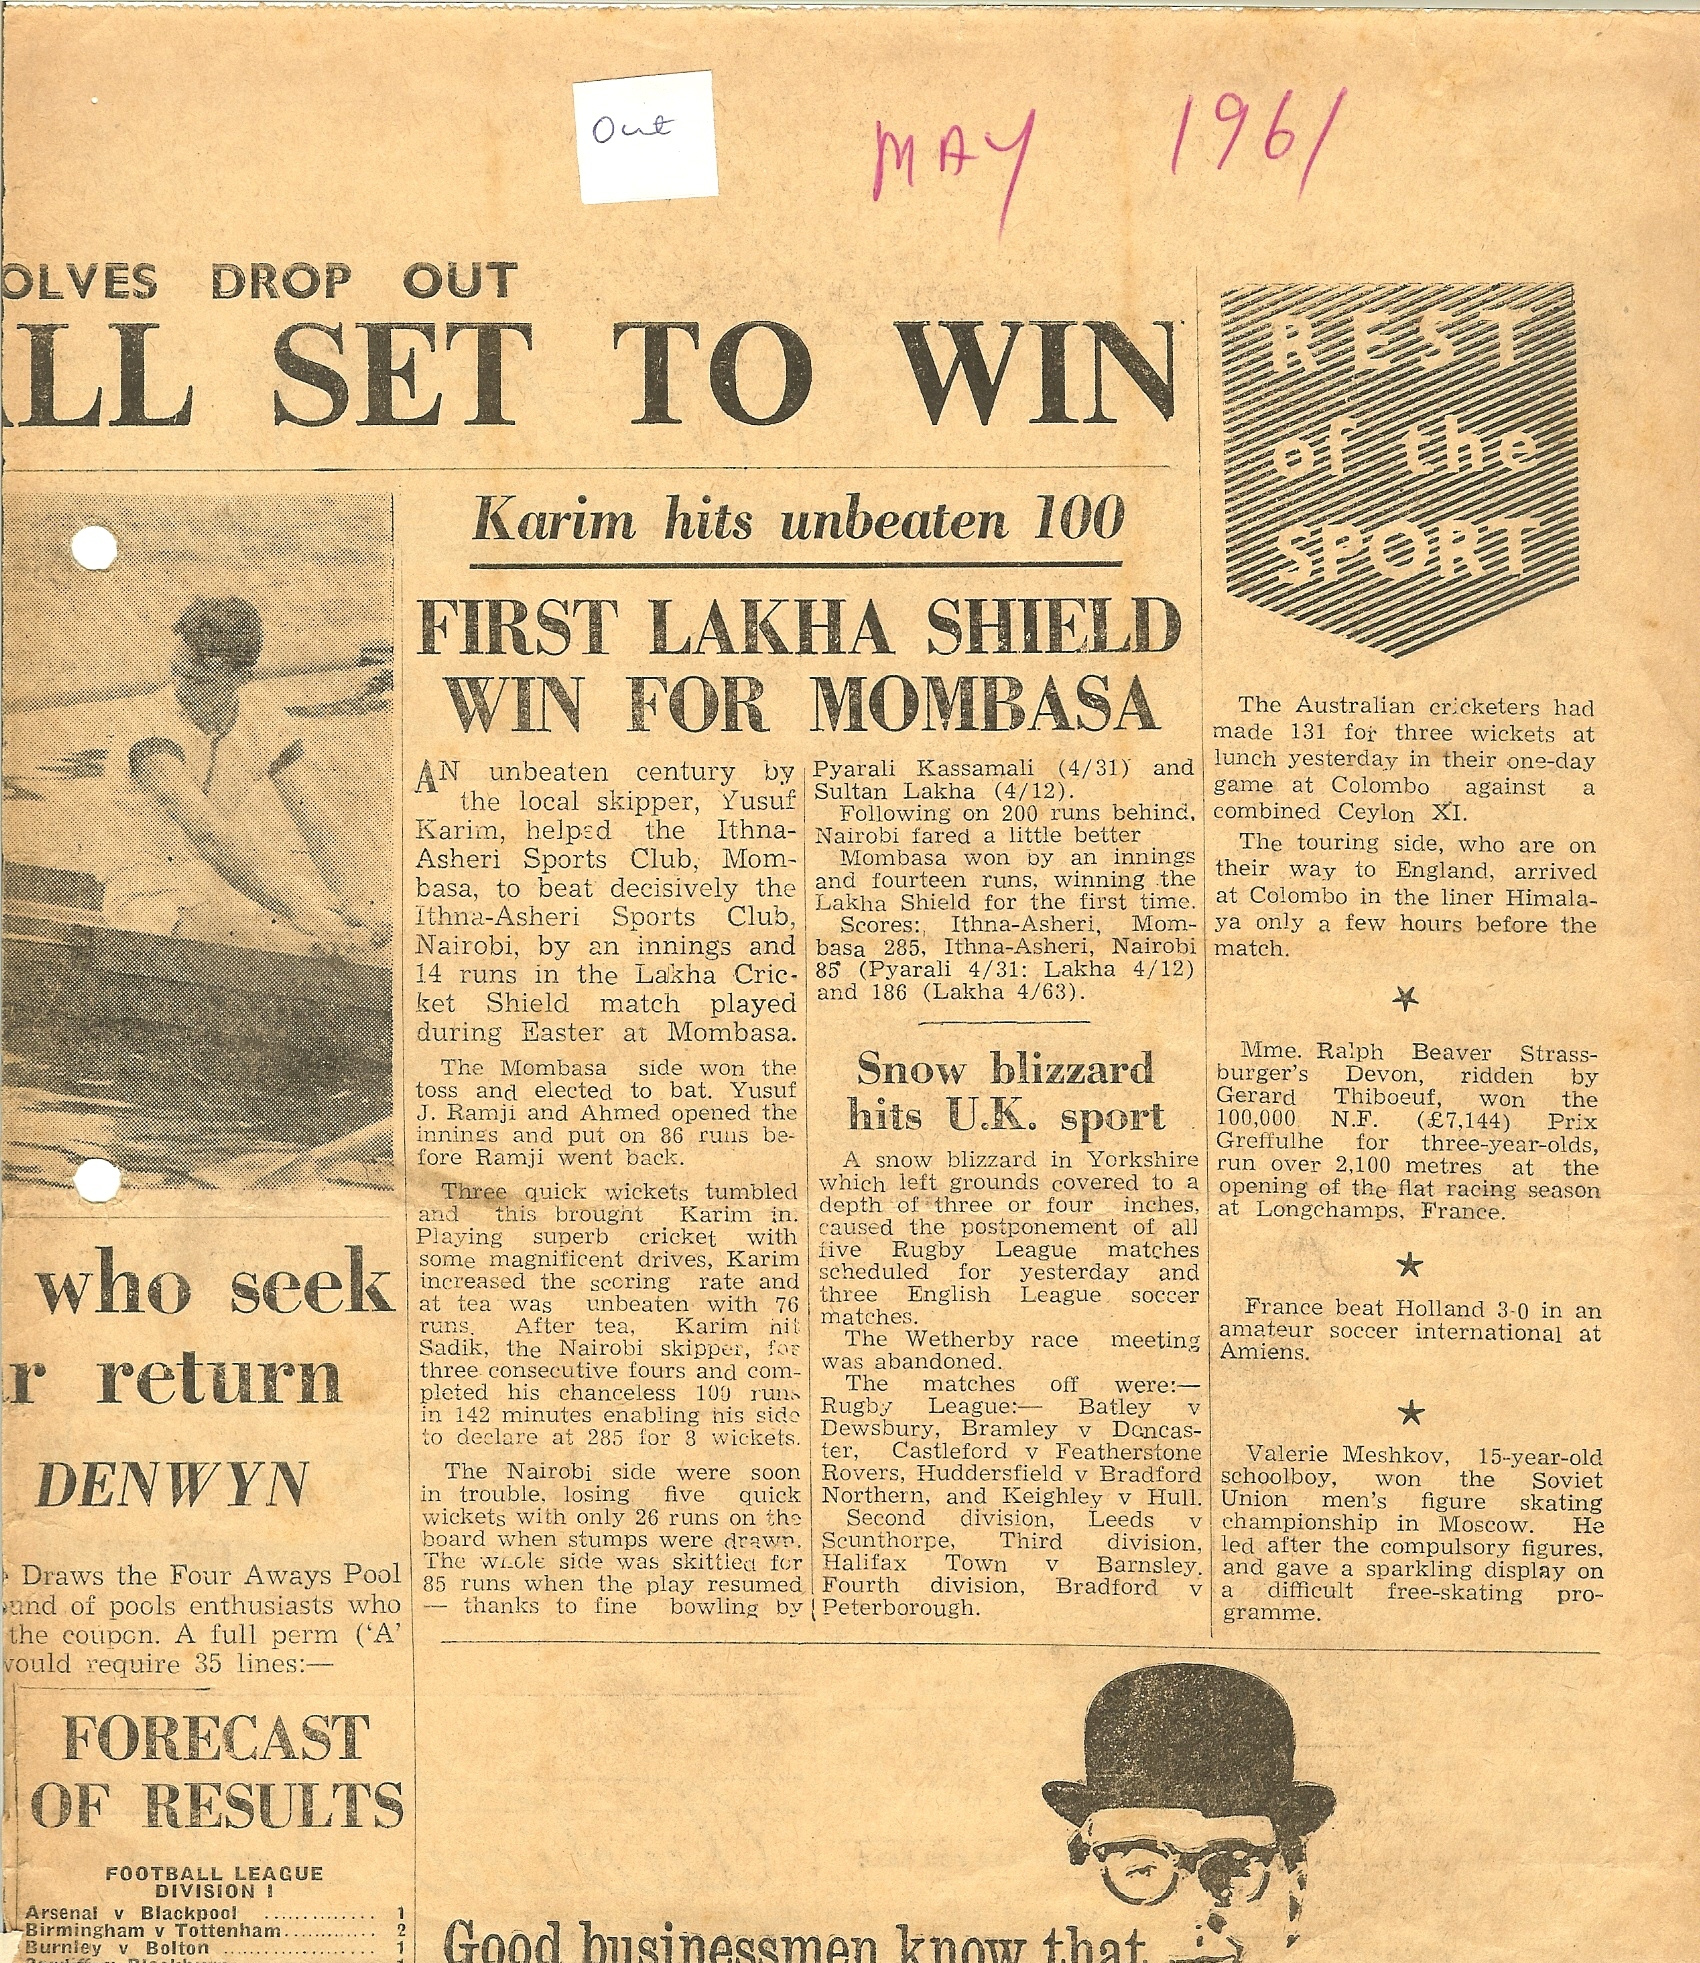 Out
MAY 1961
OLVES DROP OUT
ALL SET TO WIN
Karim hits unbeaten 100
FIRST LAKHA SHIELD
WIN FOR MOMBASA
AN unbeaten century by
the local skipper, Yusuf
Karim, helped the Ithna-
Asheri Sports Club, Mom-
basa, to beat decisively the
Ithna-Asheri Sports Club,
Nairobi, by an innings and
14 runs in the Lakha Cric-
ket Shield match played
during Easter at Mombasa.
The Mombasa side won the
toss and elected to bat. Yusuf
J. Ramji and Ahmed opened the
innings and put on 86 runs be-
fore Ramji went back.
Three quick wickets tumbled
and this brought Karim in.
Playing superb cricket with
some magnificent drives, Karim
increased the scoring rate and
at tea was unbeaten with 76
runs. After tea, Karim hit
Sadik, the Nairobi skipper, for
three consecutive fours and com-
pleted his chanceless 100 runs
in 142 minutes enabling his side
to declare at 285 for 8 wickets.
The Nairobi side were soon
in trouble, losing five quick
wickets with only 26 runs on the
board when stumps were drawn.
The whole side was skittled for
85 runs when the play resumed
— thanks to fine bowling by
Pyarali Kassamali (4/31) and
Sultan Lakha (4/12).
Following on 200 runs behind,
Nairobi fared a little better
Mombasa won by an innings
and fourteen runs, winning the
Lakha Shield for the first time.
Scores:, Ithna-Asheri, Mom-
basa 285, Ithna-Asheri, Nairobi
85 (Pyarali 4/31: Lakha 4/12)
and 186 (Lakha 4/63).
Snow blizzard
hits U.K. sport
A snow blizzard in Yorkshire
which left grounds covered to a
depth of three or four inches,
caused the postponement of all
five Rugby League matches
scheduled for yesterday and
three English League soccer
matches.
The Wetherby race meeting
was abandoned.
The matches off were:—
Rugby League:— Batley v
Dewsbury, Bramley v Doncas-
ter, Castleford v Featherstone
Rovers, Huddersfield v Bradford
Northern, and Keighley v Hull.
Second division, Leeds v
Scunthorpe, Third division,
Halifax Town v Barnsley.
Fourth division, Bradford v
Peterborough.
REST
of the
SPORT
The Australian cricketers had
made 131 for three wickets at
lunch yesterday in their one-day
game at Colombo against a
combined Ceylon XI.
The touring side, who are on
their way to England, arrived
at Colombo in the liner Himala-
ya only a few hours before the
match.
Mme. Ralph Beaver Strass-
burger's Devon, ridden by
Gerard Thiboeuf, won the
100,000 N.F. (£7,144) Prix
Greffulhe for three-year-olds,
run over 2,100 metres at the
opening of the flat racing season
at Longchamps, France.
France beat Holland 3-0 in an
amateur soccer international at
Amiens.
Valerie Meshkov, 15-year-old
schoolboy, won the Soviet
Union men's figure skating
championship in Moscow. He
led after the compulsory figures,
and gave a sparkling display on
a difficult free-skating pro-
gramme.
who seek
r return
DENWYN
Draws the Four Aways Pool
und of pools enthusiasts who
the coupon. A full perm ('A'
would require 35 lines:—
FORECAST
OF RESULTS
FOOTBALL LEAGUE
DIVISION I
Arsenal v Blackpool .............. 1
Birmingham v Tottenham............ 2
Burnley v Bolton .................... 1
Good businessmen know that